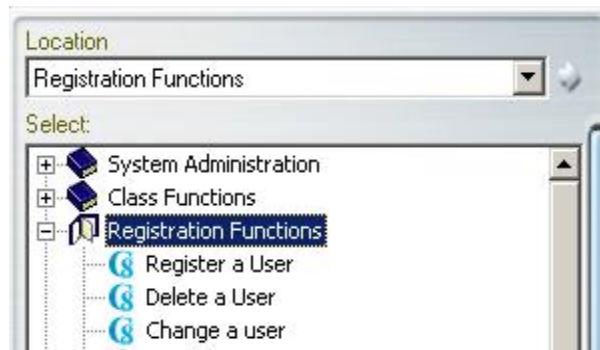 Location
Registration Functions
Select:
System Administration
Class Functions
Registration Functions
Register a User
Delete a User
Change a user